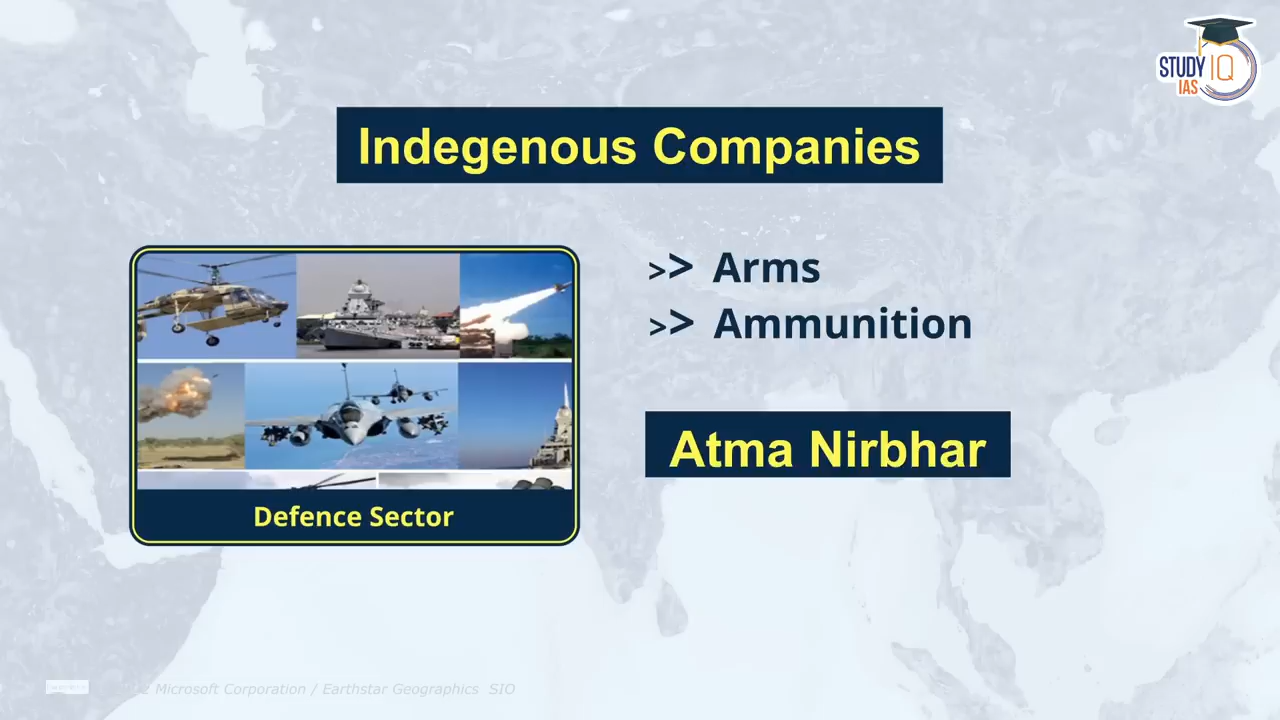 STUDY IQ
IAS
Indegenous Companies
>> Arms
>> Ammunition
Atma Nirbhar
Defence Sector
Microsoft Corporation / Earthstar Geographics SIO